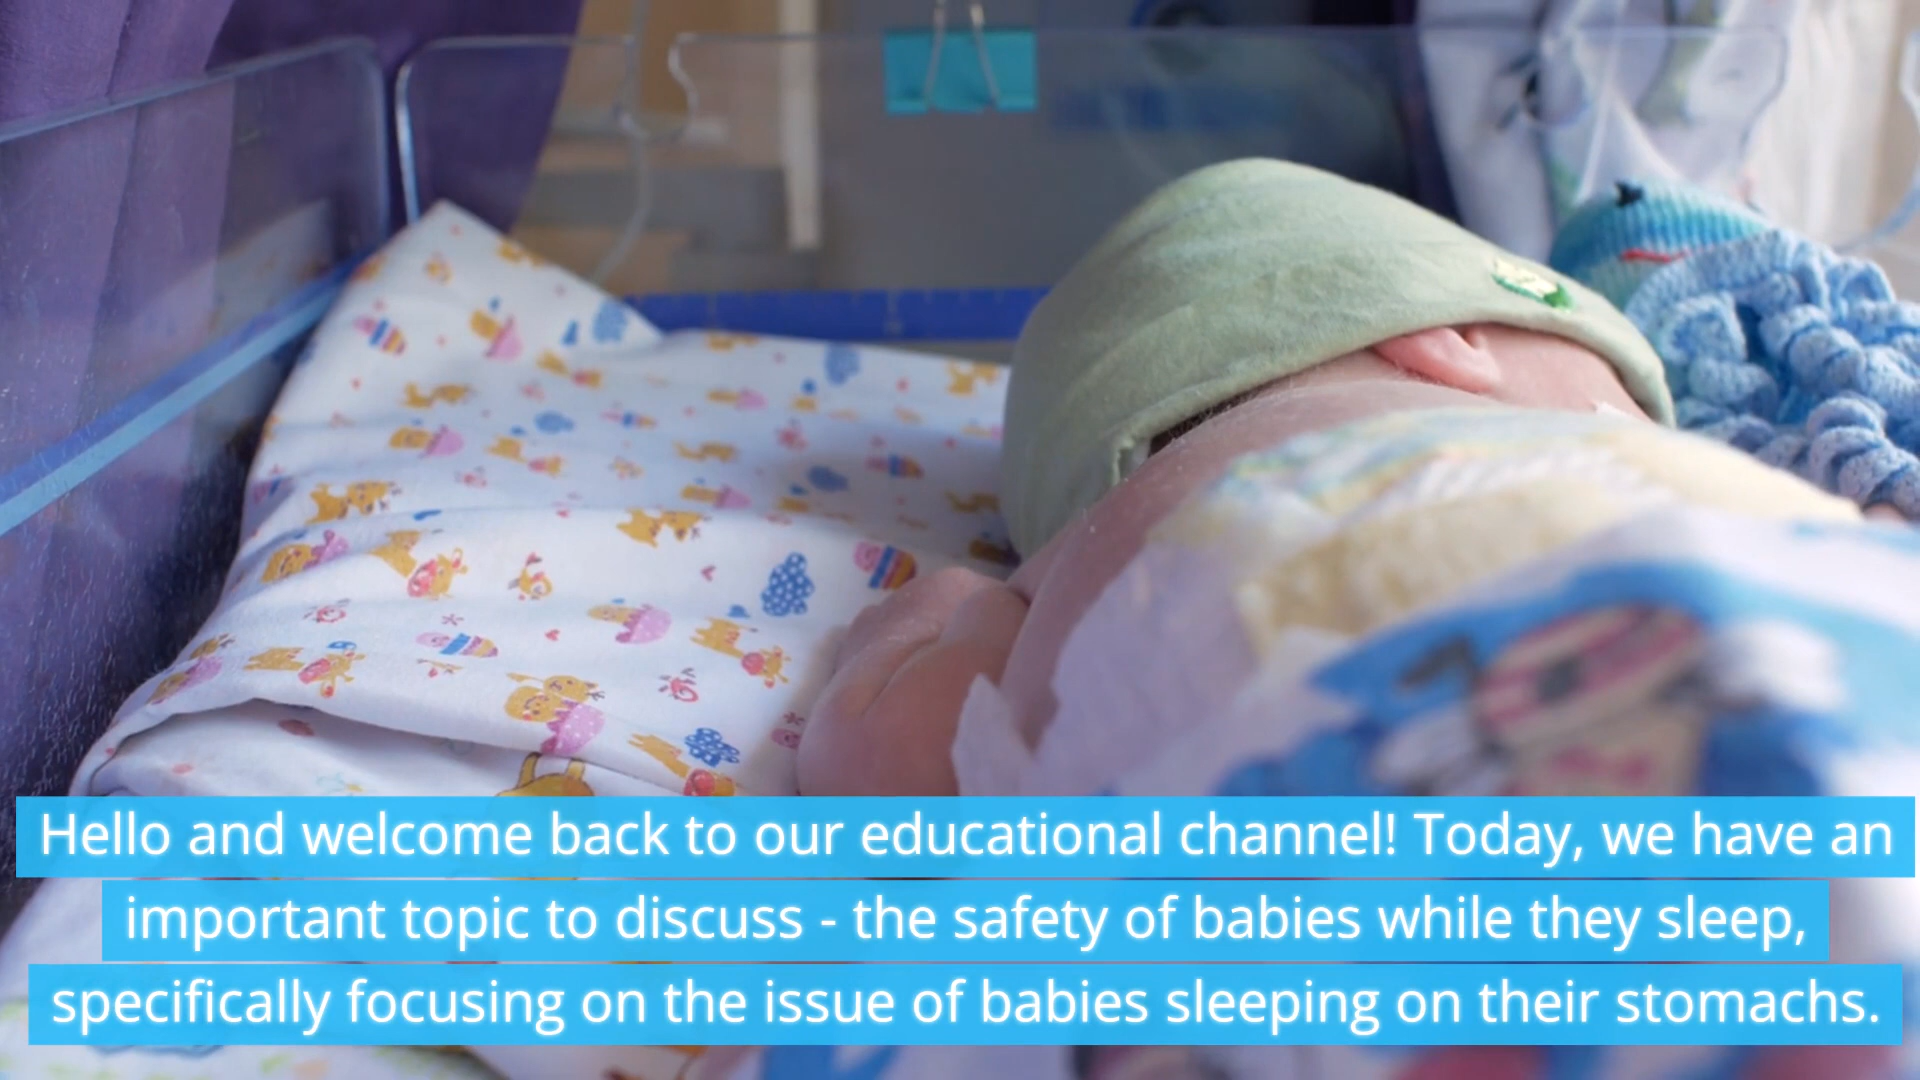 Hello and welcome back to our educational channel! Today, we have an
important topic to discuss - the safety of babies while they sleep,
specifically focusing on the issue of babies sleeping on their stomachs.